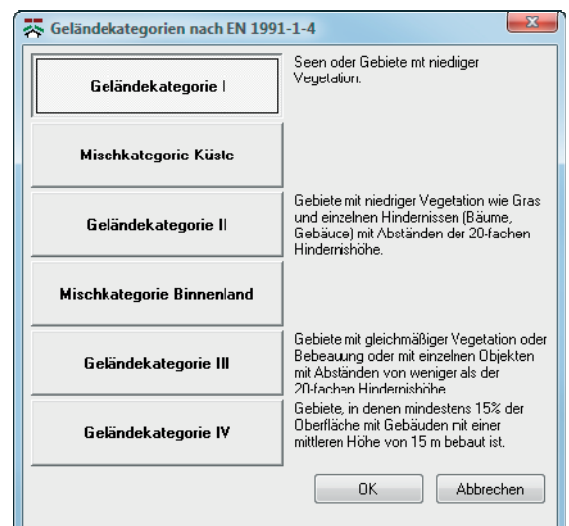 Geländekategorien nach EN 1991-1-4
Geländekategorie I
Seen oder Gebiete mt niedriger
Vegetation.
Mischkategorie Küste
Geländekategorie II
Gebiete mit niedriger Vegetation wie Gras
und einzelnen Hindernissen (Bäume,
Gebäuce) mit Abständen der 20-fachen
Hindernishöhe.
Mischkategorie Binnenland
Geländekategorie III
Gebiete mit gleichmäßiger Vegetation oder
Bebeauung oder mit einzelnen Objekten
mit Abständen von weniger als der
20-fachen Hindernishöhe
Geländekategorie IV
Gebiete, in denen mindestens 15% der
Oberfläche mit Gebäuden mit einer
mittleren Höhe von 15 m bebaut ist.
OK
Abbrechen